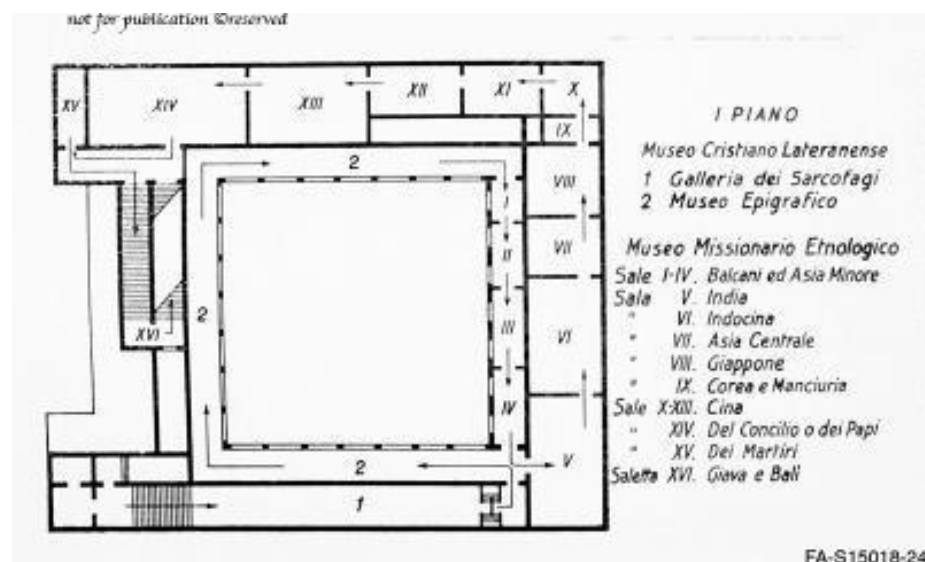 not for publication ©reserved
XV
XIV
XIII
XII
XI
X
IX
2
VIII
I
II
VII
2
III
VI
XVI
IV
V
2
1
I PIANO
Museo Cristiano Lateranense
1 Galleria dei Sarcofagi
2 Museo Epigrafico
Museo Missionario Etnologico
Sale I-IV. Balcani ed Asia Minore
Sala V. India
" VI. Indocina
" VII. Asia Centrale
" VIII. Giappone
" IX. Corea e Manciuria
Sale X-XIII. Cina
" XIV. Del Concilio o dei Papi
" XV. Dei Martiri
Saletta XVI. Giava e Bali
FA-S15018-24